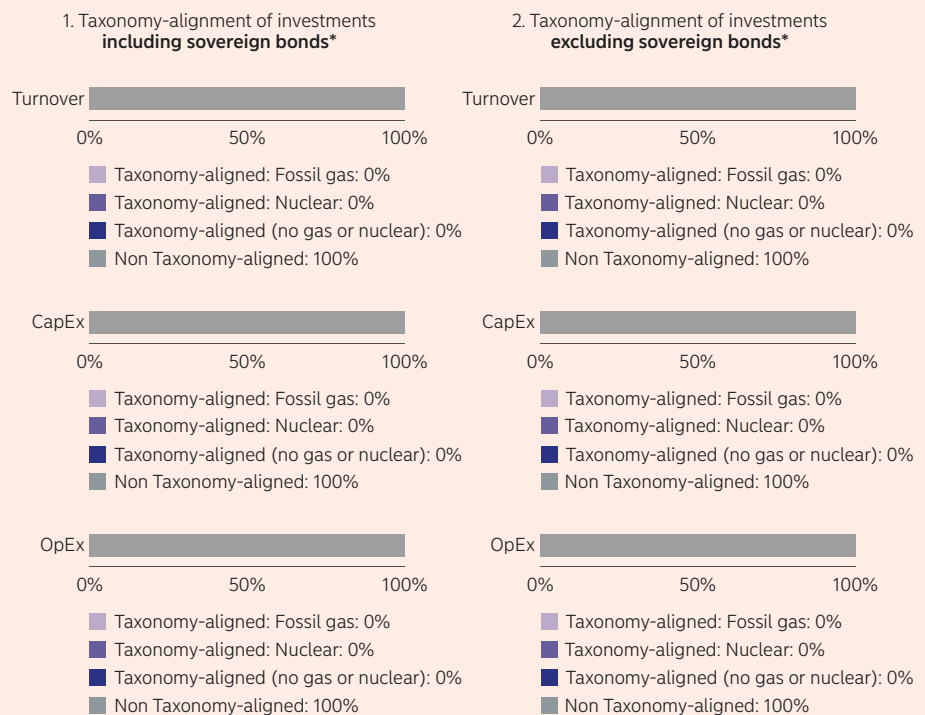 1. Taxonomy-alignment of investments
including sovereign bonds*
Turnover
0% 50% 100%
Taxonomy-aligned: Fossil gas: 0%
Taxonomy-aligned: Nuclear: 0%
Taxonomy-aligned (no gas or nuclear): 0%
Non Taxonomy-aligned: 100%
CapEx
0% 50% 100%
Taxonomy-aligned: Fossil gas: 0%
Taxonomy-aligned: Nuclear: 0%
Taxonomy-aligned (no gas or nuclear): 0%
Non Taxonomy-aligned: 100%
OpEx
0% 50% 100%
Taxonomy-aligned: Fossil gas: 0%
Taxonomy-aligned: Nuclear: 0%
Taxonomy-aligned (no gas or nuclear): 0%
Non Taxonomy-aligned: 100%
2. Taxonomy-alignment of investments
excluding sovereign bonds*
Turnover
0% 50% 100%
Taxonomy-aligned: Fossil gas: 0%
Taxonomy-aligned: Nuclear: 0%
Taxonomy-aligned (no gas or nuclear): 0%
Non Taxonomy-aligned: 100%
CapEx
0% 50% 100%
Taxonomy-aligned: Fossil gas: 0%
Taxonomy-aligned: Nuclear: 0%
Taxonomy-aligned (no gas or nuclear): 0%
Non Taxonomy-aligned: 100%
OpEx
0% 50% 100%
Taxonomy-aligned: Fossil gas: 0%
Taxonomy-aligned: Nuclear: 0%
Taxonomy-aligned (no gas or nuclear): 0%
Non Taxonomy-aligned: 100%